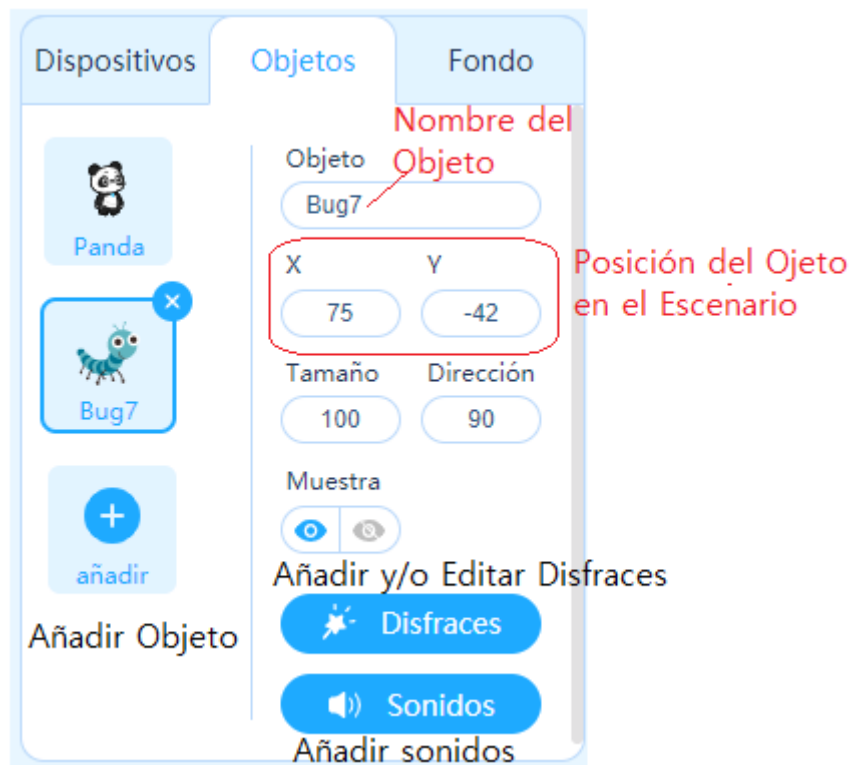 Dispositivos
Objetos
Fondo
Nombre del
Objeto
Objeto
Bug7
Panda
X
Y
75
-42
Posición del Ojeto
en el Escenario
Bug7
Tamaño
Dirección
100
90
Muestra
añadir
Añadir Objeto
Añadir y/o Editar Disfraces
Disfraces
Sonidos
Añadir sonidos